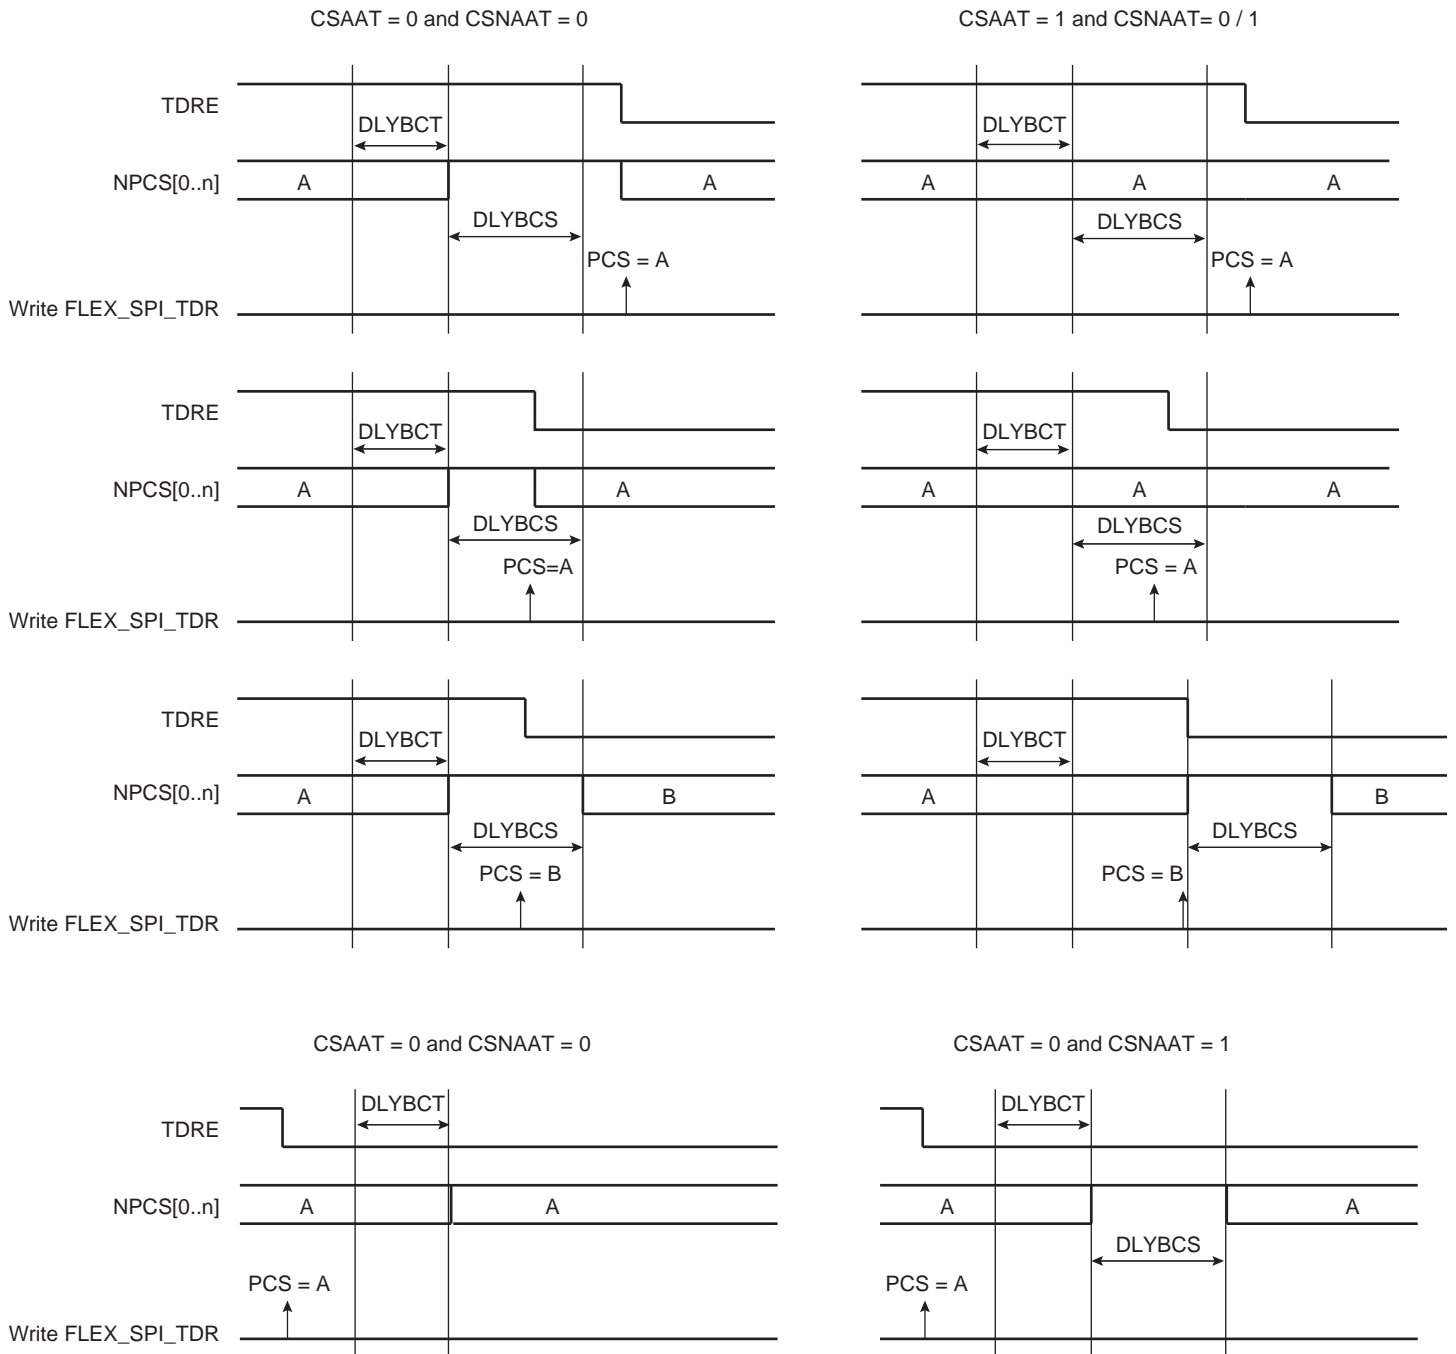 CSAAT = 0 and CSNAAT = 0
CSAAT = 1 and CSNAAT= 0 / 1
TDRE
DLYBCT
DLYBCT
NPCS[0..n]
A
A
A
A
A
DLYBCS
DLYBCS
PCS = A
PCS = A
Write FLEX_SPI_TDR
TDRE
DLYBCT
DLYBCT
NPCS[0..n]
A
A
A
A
A
DLYBCS
DLYBCS
PCS=A
PCS = A
Write FLEX_SPI_TDR
TDRE
DLYBCT
DLYBCT
NPCS[0..n]
A
B
A
B
DLYBCS
DLYBCS
PCS = B
PCS = B
Write FLEX_SPI_TDR
CSAAT = 0 and CSNAAT = 0
CSAAT = 0 and CSNAAT = 1
TDRE
DLYBCT
DLYBCT
NPCS[0..n]
A
A
A
A
DLYBCS
PCS = A
PCS = A
Write FLEX_SPI_TDR